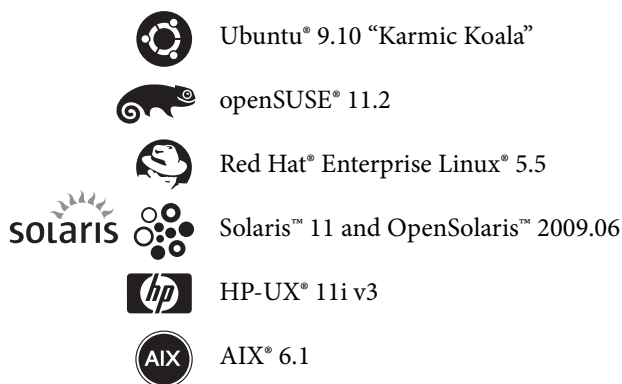 Ubuntu® 9.10 “Karmic Koala”
openSUSE® 11.2
Red Hat® Enterprise Linux® 5.5
solaris Solaris™ 11 and OpenSolaris™ 2009.06
hp HP-UX® 11i v3
AIX AIX® 6.1